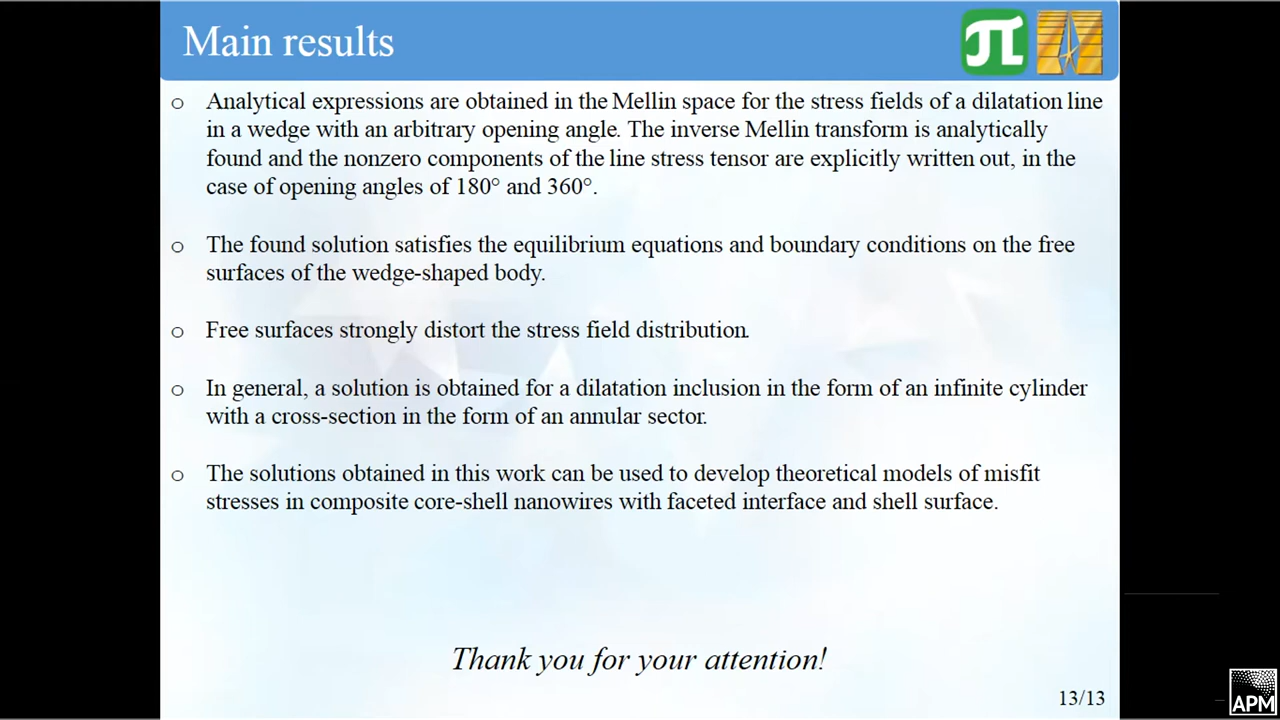 Main results
o Analytical expressions are obtained in the Mellin space for the stress fields of a dilatation line
in a wedge with an arbitrary opening angle. The inverse Mellin transform is analytically
found and the nonzero components of the line stress tensor are explicitly written out, in the
case of opening angles of 180° and 360°.
o The found solution satisfies the equilibrium equations and boundary conditions on the free
surfaces of the wedge-shaped body.
o Free surfaces strongly distort the stress field distribution.
o In general, a solution is obtained for a dilatation inclusion in the form of an infinite cylinder
with a cross-section in the form of an annular sector.
o The solutions obtained in this work can be used to develop theoretical models of misfit
stresses in composite core-shell nanowires with faceted interface and shell surface.
Thank you for your attention!
13/13
APM